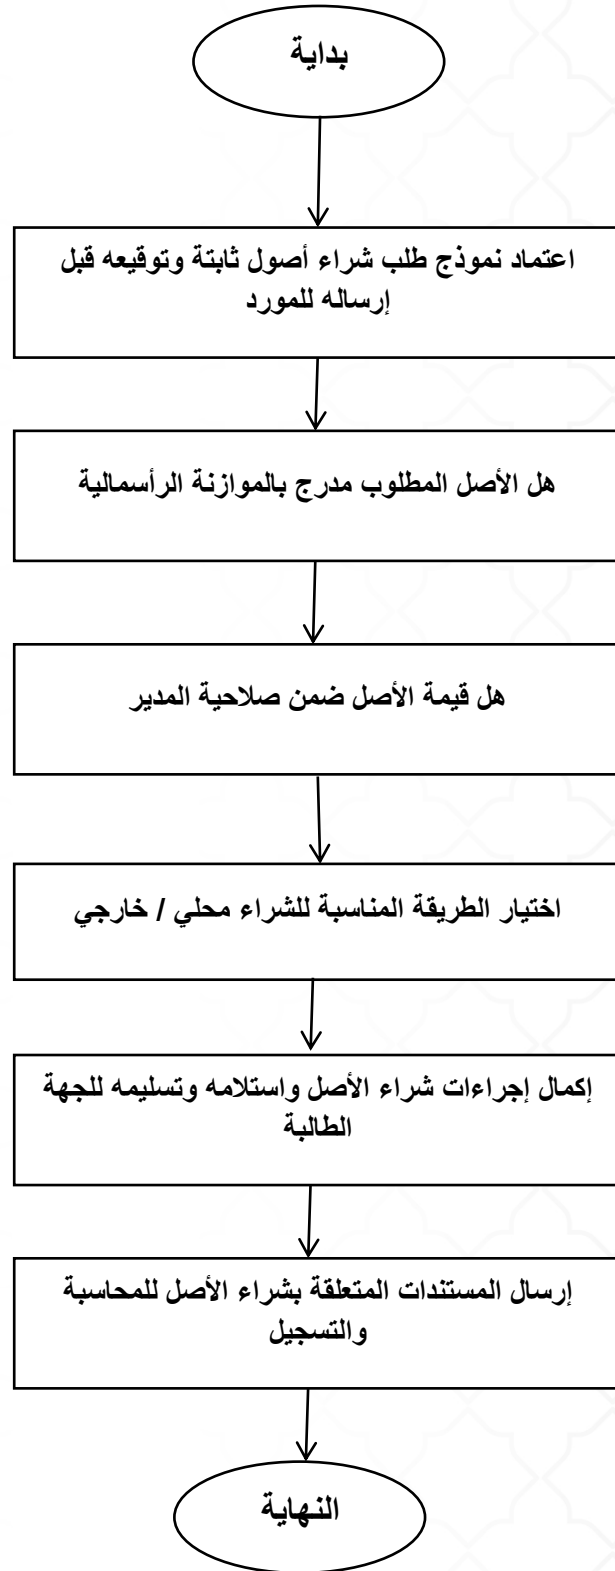 بداية
اعتماد نموذج طلب شراء أصول ثابتة وتوقيعه قبل
إرساله للمورد
هل الأصل المطلوب مدرج بالموازنة الرأسمالية
هل قيمة الأصل ضمن صلاحية المدير
اختيار الطريقة المناسبة للشراء محلي / خارجي
إكمال إجراءات شراء الأصل واستلامه وتسليمه للجهة
الطالبة
إرسال المستندات المتعلقة بشراء الأصل للمحاسبة
والتسجيل
النهاية